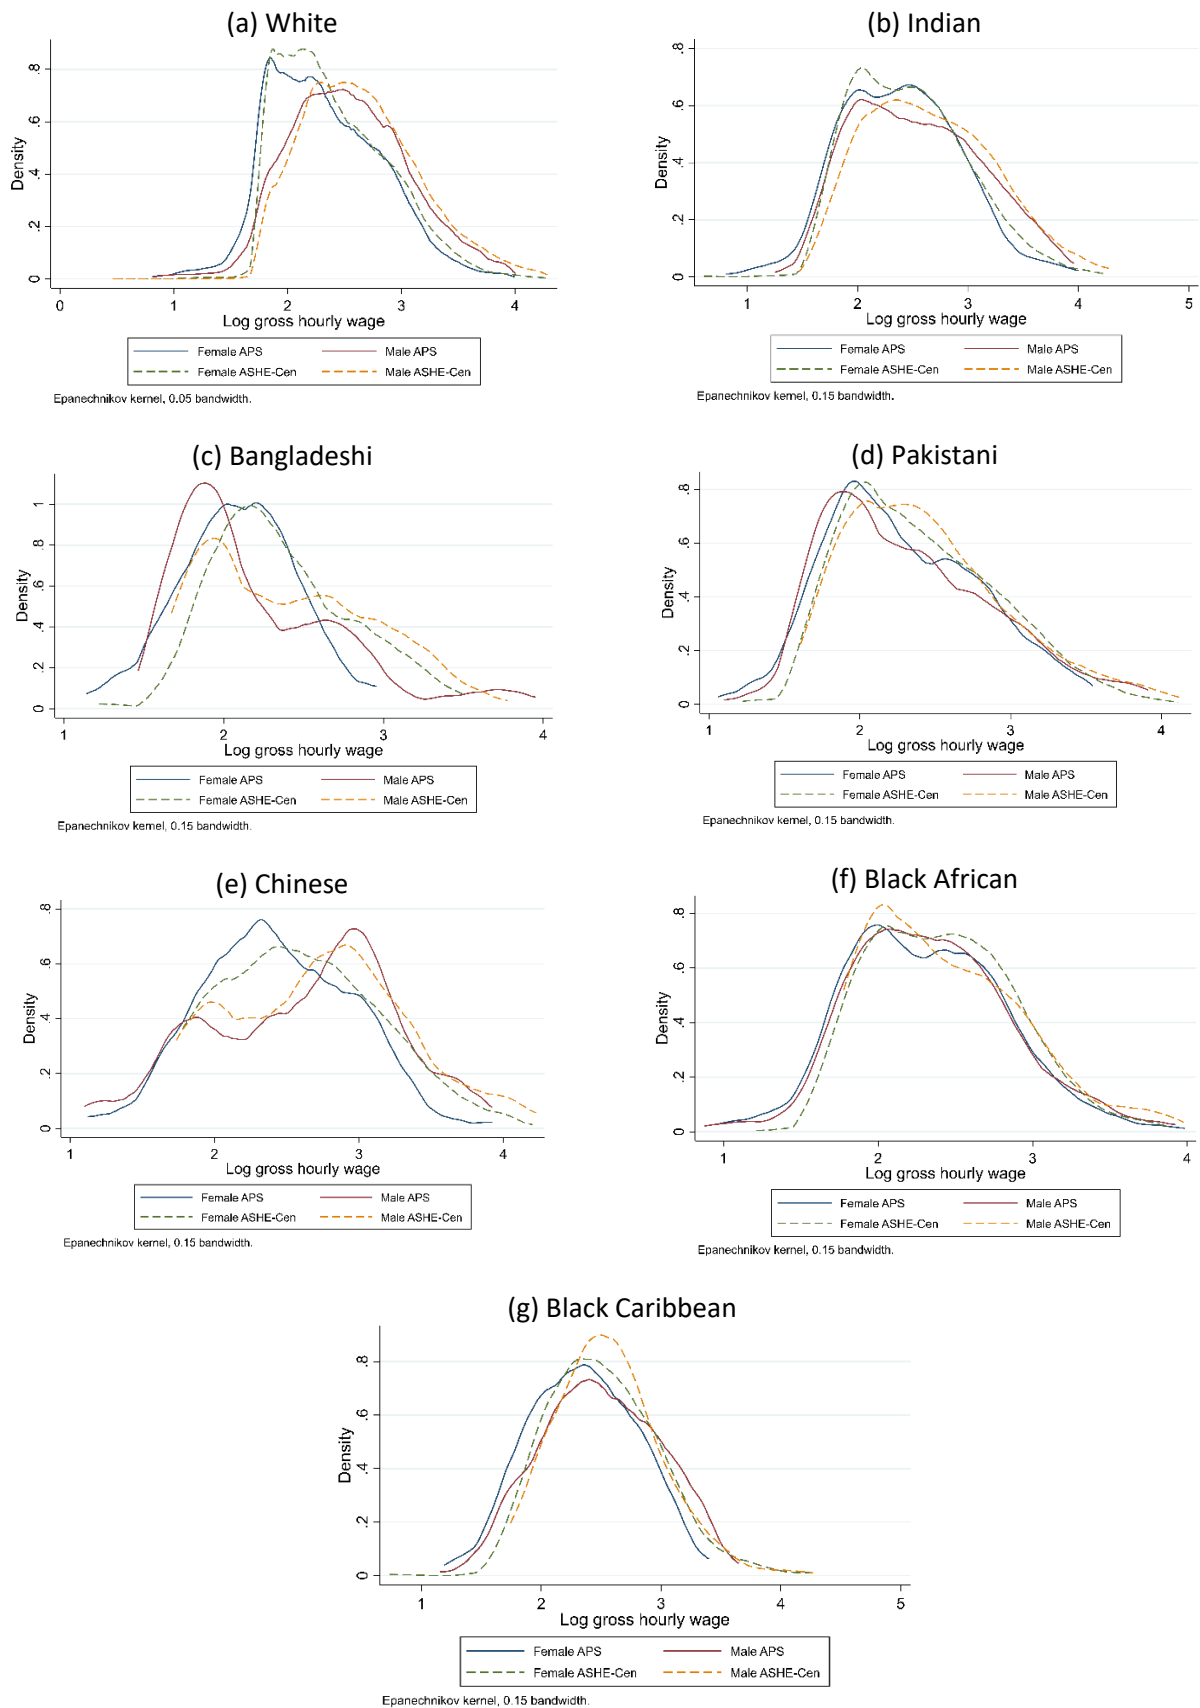 (a) White
Density
0 .2 .4 .6 .8
0 1 2 3 4
Log gross hourly wage
Female APS Male APS
Female ASHE-Cen Male ASHE-Cen
Epanechnikov kernel, 0.05 bandwidth.
(b) Indian
Density
0 .2 .4 .6 .8
1 2 3 4 5
Log gross hourly wage
Female APS Male APS
Female ASHE-Cen Male ASHE-Cen
Epanechnikov kernel, 0.15 bandwidth.
(c) Bangladeshi
Density
0 .2 .4 .6 .8 1
1 2 3 4
Log gross hourly wage
Female APS Male APS
Female ASHE-Cen Male ASHE-Cen
Epanechnikov kernel, 0.15 bandwidth.
(d) Pakistani
Density
0 .2 .4 .6 .8
1 2 3 4
Log gross hourly wage
Female APS Male APS
Female ASHE-Cen Male ASHE-Cen
Epanechnikov kernel, 0.15 bandwidth.
(e) Chinese
Density
0 .2 .4 .6 .8
1 2 3 4
Log gross hourly wage
Female APS Male APS
Female ASHE-Cen Male ASHE-Cen
Epanechnikov kernel, 0.15 bandwidth.
(f) Black African
Density
0 .2 .4 .6 .8
1 2 3 4
Log gross hourly wage
Female APS Male APS
Female ASHE-Cen Male ASHE-Cen
Epanechnikov kernel, 0.15 bandwidth.
(g) Black Caribbean
Density
0 .2 .4 .6 .8
1 2 3 4 5
Log gross hourly wage
Female APS Male APS
Female ASHE-Cen Male ASHE-Cen
Epanechnikov kernel, 0.15 bandwidth.